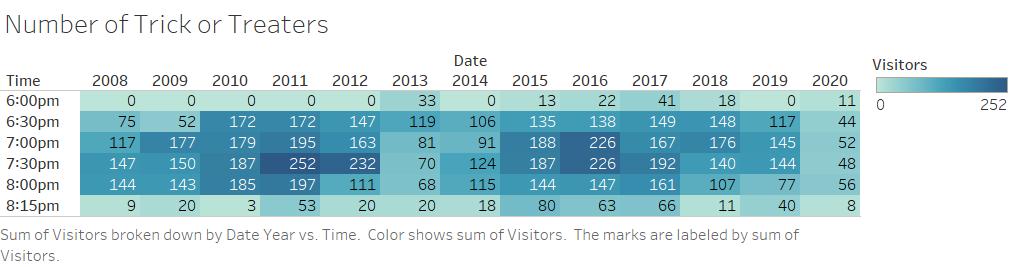 Number of Trick or Treaters
Date
Time 2008 2009 2010 2011 2012 2013 2014 2015 2016 2017 2018 2019 2020
6:00pm 0 0 0 0 0 33 0 13 22 41 18 0 11
6:30pm 75 52 172 172 147 119 106 135 138 149 148 117 44
7:00pm 117 177 179 195 163 81 91 188 226 167 176 145 52
7:30pm 147 150 187 252 232 70 124 187 226 192 140 144 48
8:00pm 144 143 185 197 111 68 115 144 147 161 107 77 56
8:15pm 9 20 3 53 20 20 18 80 63 66 11 40 8
Sum of Visitors broken down by Date Year vs. Time. Color shows sum of Visitors. The marks are labeled by sum of
Visitors.
Visitors
0 252